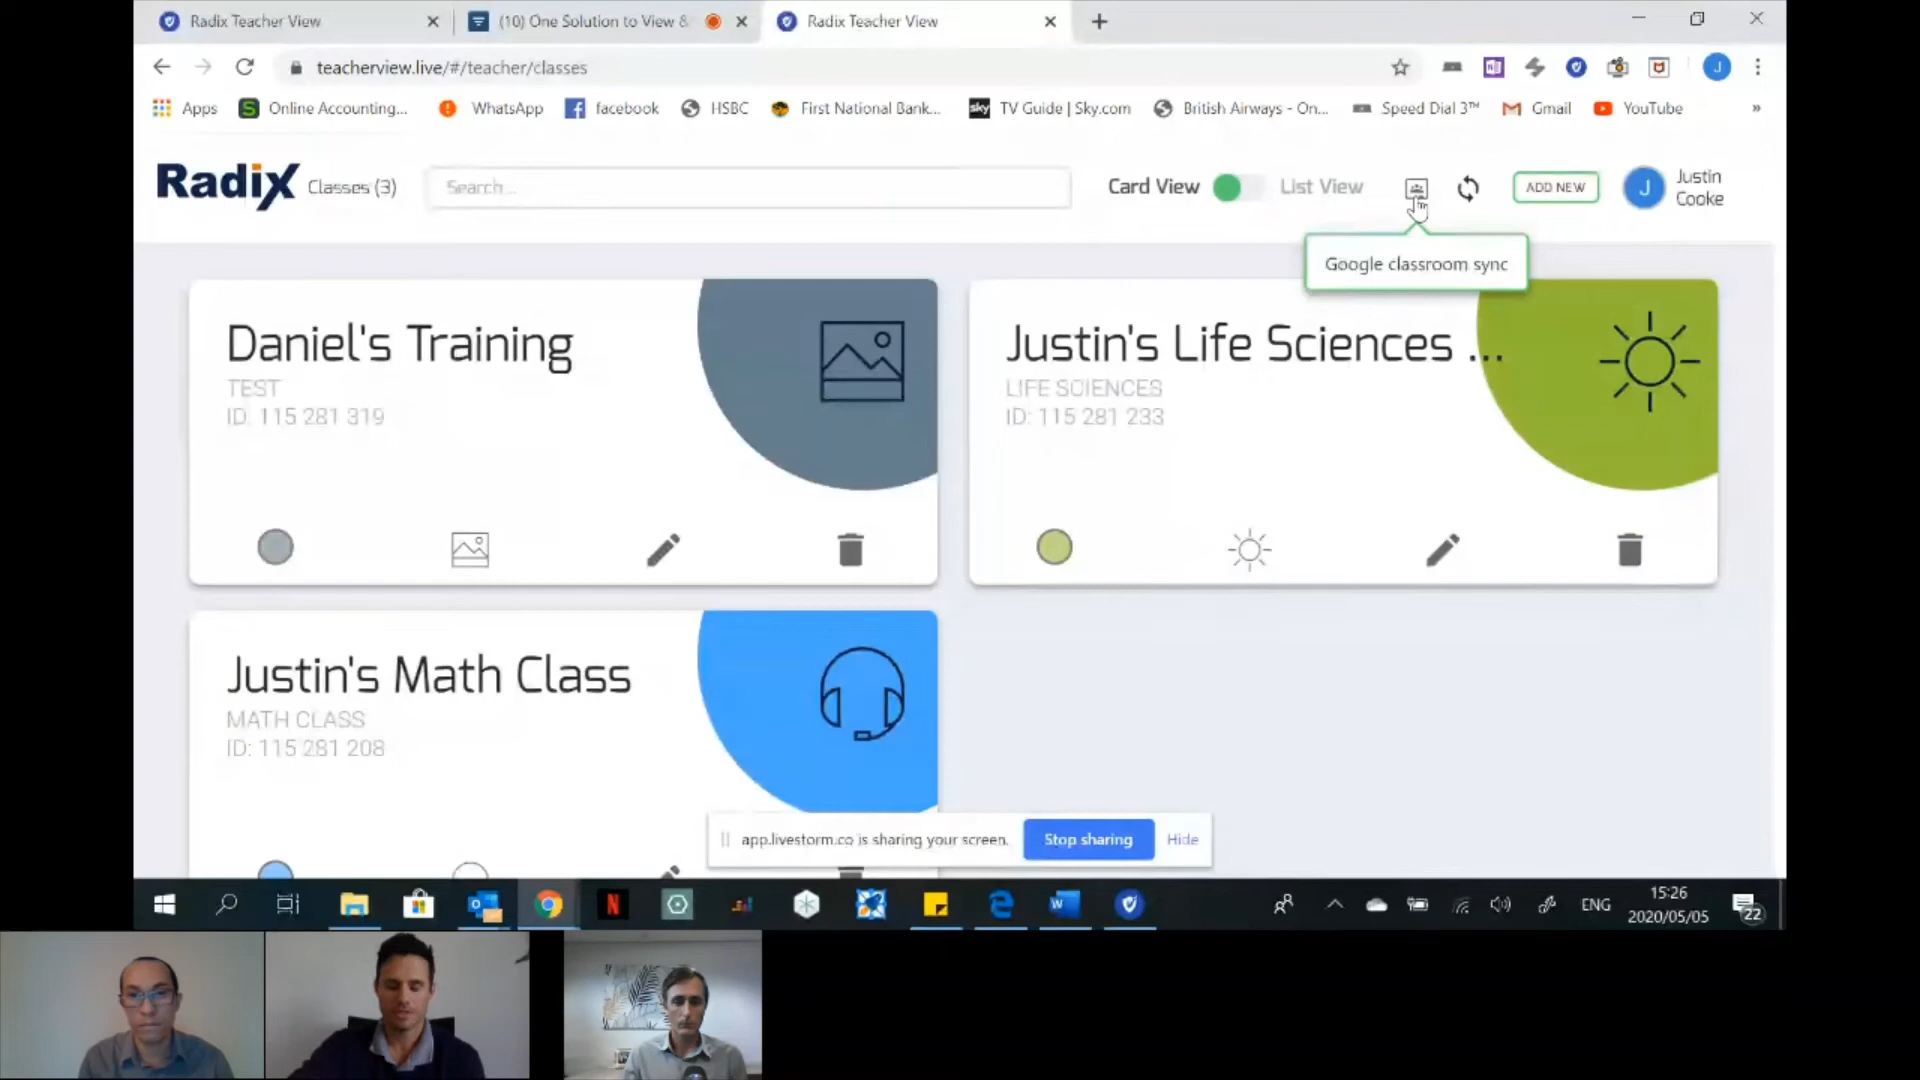 Radix Teacher View
(10) One Solution to View &
Radix Teacher View
teacherview.live/#/teacher/classes
J
Apps
Online Accounting...
WhatsApp
facebook
HSBC
First National Bank...
sky
TV Guide | Sky.com
British Airways - On...
Speed Dial 3™
Gmail
YouTube
»
Radix
Classes (3)
Search...
Card View
List View
ADD NEW
J
Justin
Cooke
Google classroom sync
Daniel's Training
TEST
ID: 115 281 319
Justin's Life Sciences ...
LIFE SCIENCES
ID: 115 281 233
Justin's Math Class
MATH CLASS
ID: 115 281 208
app.livestorm.co is sharing your screen.
Stop sharing
Hide
ENG
15:26
2020/05/05
22